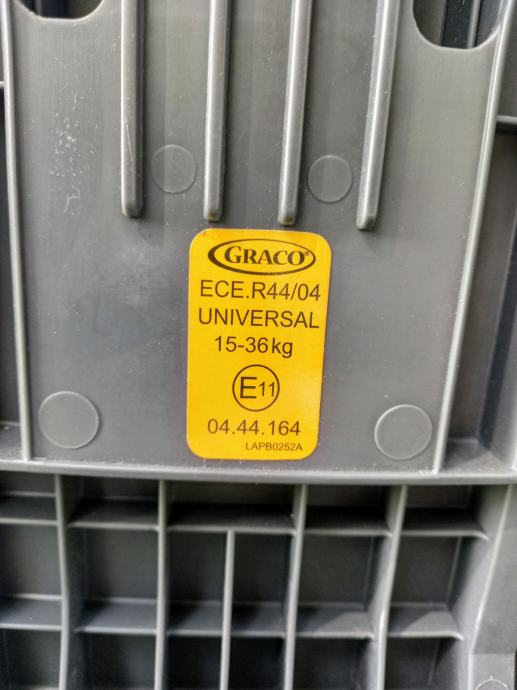 GRACO
ECE.R44/04
UNIVERSAL
15-36kg
E11
04.44.164
LAPB0252A